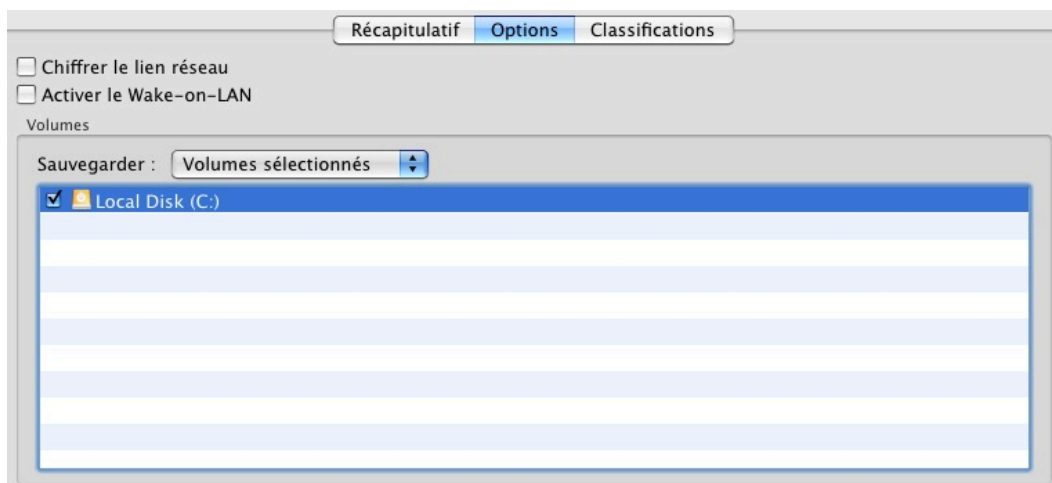 Récapitulatif Options Classifications
Chiffrer le lien réseau
Activer le Wake-on-LAN
Volumes
Sauvegarder : Volumes sélectionnés
Local Disk (C:)